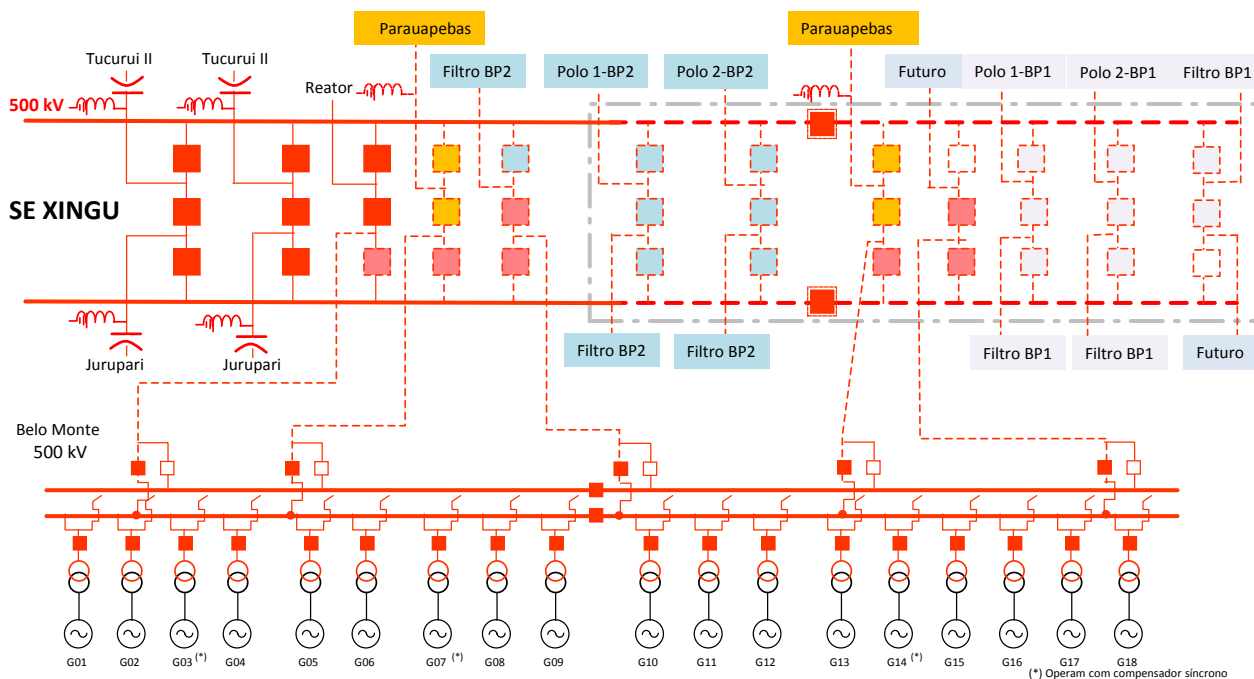 Parauapebas
Parauapebas
Tucurui II
Tucurui II
Filtro BP2
Polo 1-BP2
Polo 2-BP2
Futuro
Polo 1-BP1
Polo 2-BP1
Filtro BP1
Reator
500 kV
SE XINGU
Jurupari
Jurupari
Filtro BP2
Filtro BP2
Filtro BP1
Filtro BP1
Futuro
Belo Monte
500 kV
G01
G02
G03 (*)
G04
G05
G06
G07 (*)
G08
G09
G10
G11
G12
G13
G14 (*)
G15
G16
G17
G18
(*) Operam com compensador síncrono